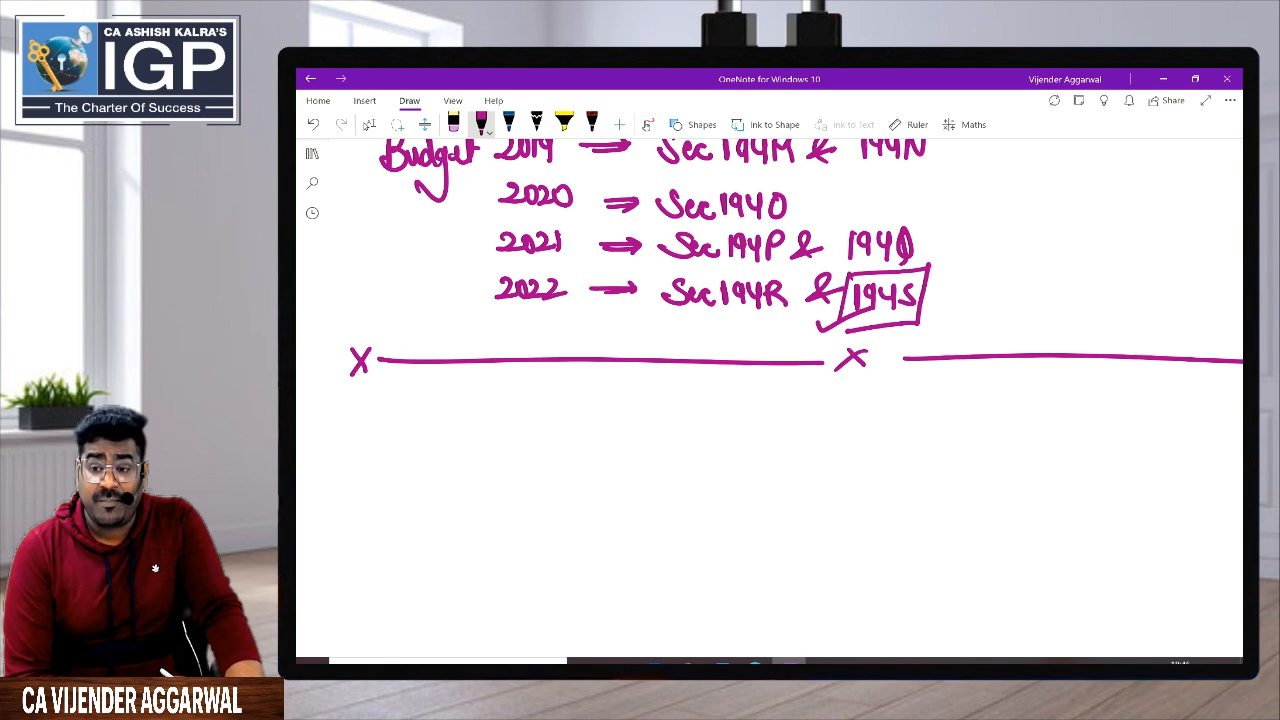 CA ASHISH KALRA'S
IGP
The Charter Of Success
OneNote for Windows 10
Vijender Aggarwal
Home Insert Draw View Help
Share
Shapes Ink to Shape Ink to Text Ruler Maths
Budget 2019 ⇒ Sec 194M & 194N
2020 ⇒ Sec 194O
2021 ⇒ Sec 194P & 194Q
2022 → Sec 194R & 194S
X X
CA VIJENDER AGGARWAL